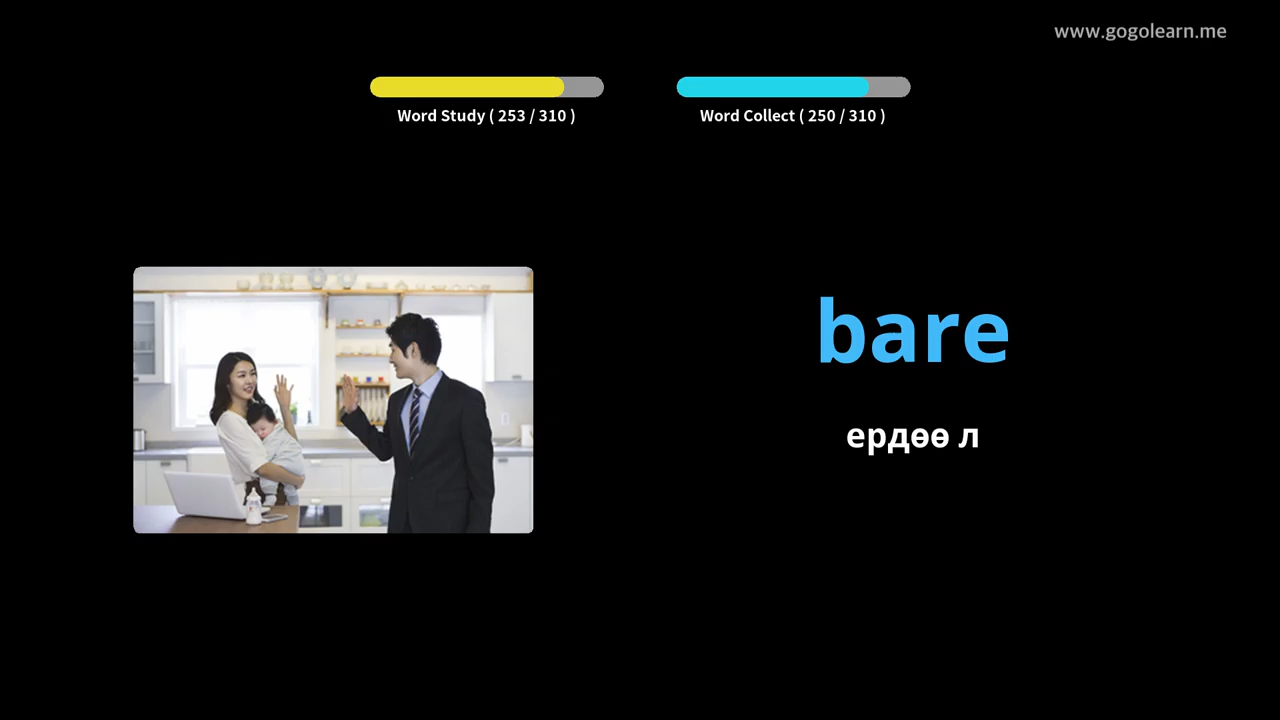 www.gogolearn.me
Word Study ( 253 / 310 )
Word Collect ( 250 / 310 )
bare
ердөө л